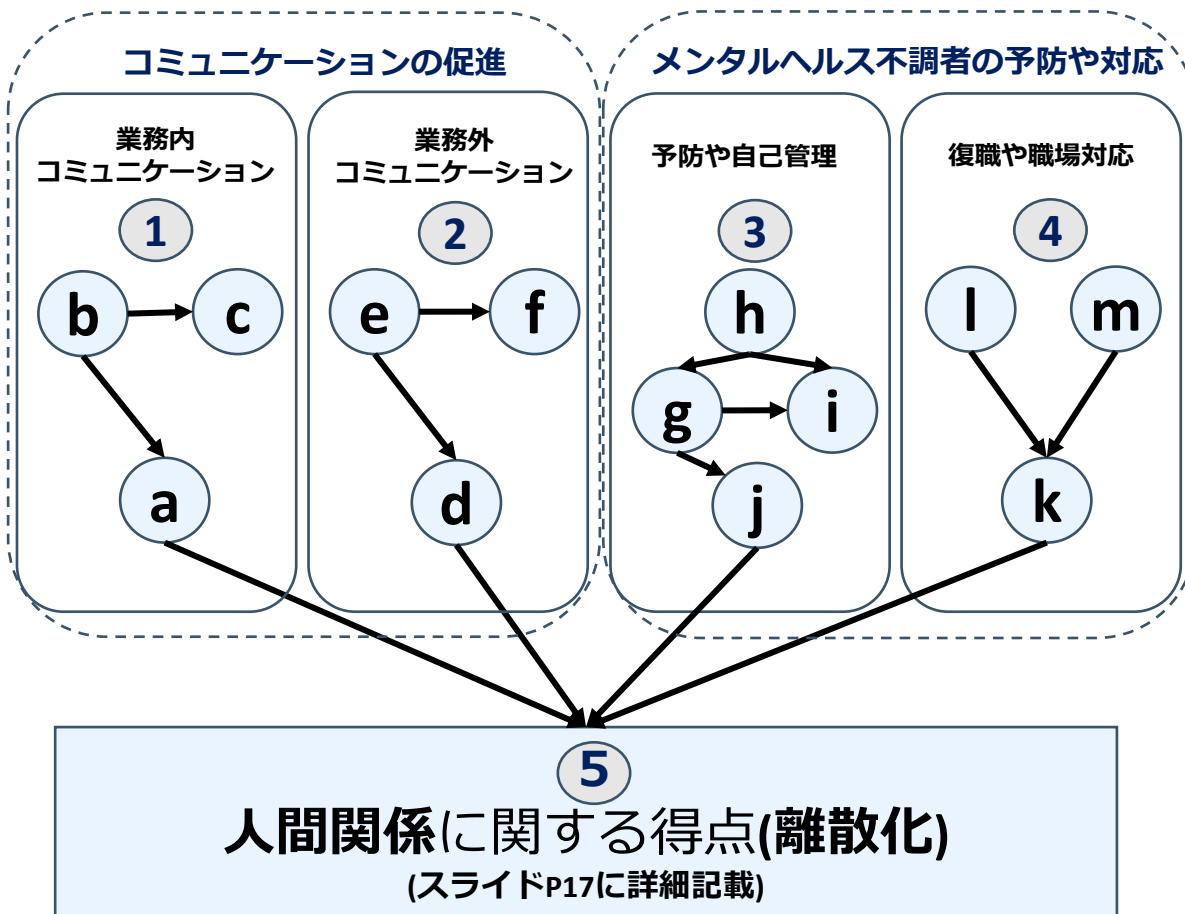 コミュニケーションの促進
メンタルヘルス不調者の予防や対応
業務内
コミュニケーション
業務外
コミュニケーション
予防や自己管理
復職や職場対応
1
2
3
4
b
c
e
f
h
l
m
g
i
a
d
j
k
5
人間関係に関する得点(離散化)
(スライドP17に詳細記載)